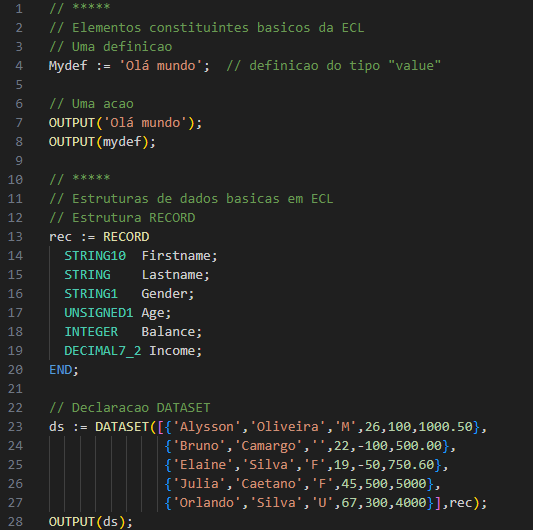 1 // *****
2 // Elementos constituintes basicos da ECL
3 // Uma definicao
4 Mydef := 'Olá mundo';  // definicao do tipo "value"
5
6 // Uma acao
7 OUTPUT('Olá mundo');
8 OUTPUT(mydef);
9
10 // *****
11 // Estruturas de dados basicas em ECL
12 // Estrutura RECORD
13 rec := RECORD
14   STRING10  Firstname;
15   STRING    Lastname;
16   STRING1   Gender;
17   UNSIGNED1 Age;
18   INTEGER   Balance;
19   DECIMAL7_2 Income;
20 END;
21
22 // Declaracao DATASET
23 ds := DATASET([{'Alysson','Oliveira','M',26,100,1000.50},
24                {'Bruno','Camargo','',22,-100,500.00},
25                {'Elaine','Silva','F',19,-50,750.60},
26                {'Julia','Caetano','F',45,500,5000},
27                {'Orlando','Silva','U',67,300,4000}],rec);
28 OUTPUT(ds);